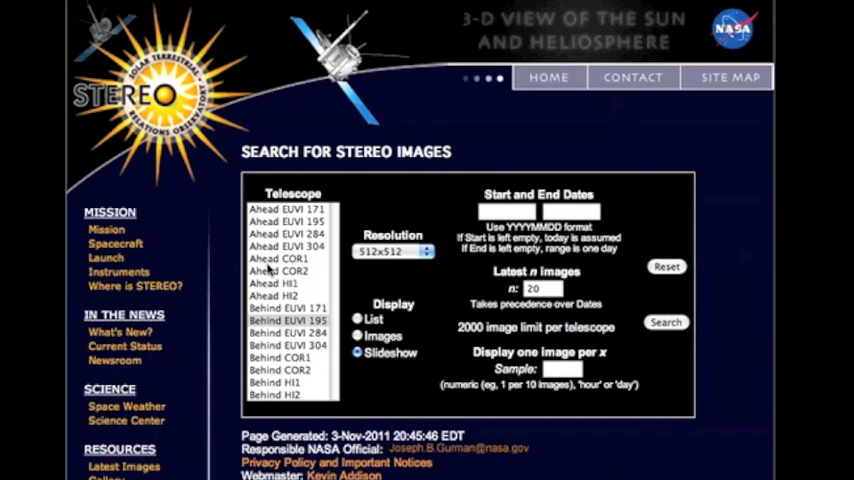 3-D VIEW OF THE SUN
AND HELIOSPHERE
NASA
SOLAR TERRESTRIAL
STEREO
RELATIONS OBSERVATORY
HOME
CONTACT
SITE MAP
SEARCH FOR STEREO IMAGES
Telescope
Ahead EUVI 171
Ahead EUVI 195
Ahead EUVI 284
Ahead EUVI 304
Ahead COR1
Ahead COR2
Ahead HI1
Ahead HI2
Behind EUVI 171
Behind EUVI 195
Behind EUVI 284
Behind EUVI 304
Behind COR1
Behind COR2
Behind HI1
Behind HI2
Resolution
512x512
Display
List
Images
Slideshow
Start and End Dates
Use YYYYMMDD format
If Start is left empty, today is assumed
If End is left empty, range is one day
Latest n images
n: 20
Takes precedence over Dates
2000 image limit per telescope
Display one image per x
Sample:
(numeric (eg, 1 per 10 images), 'hour' or 'day')
Reset
Search
MISSION
Mission
Spacecraft
Launch
Instruments
Where is STEREO?
IN THE NEWS
What's New?
Current Status
Newsroom
SCIENCE
Space Weather
Science Center
RESOURCES
Latest Images
Gallery
Page Generated: 3-Nov-2011 20:45:46 EDT
Responsible NASA Official: Joseph.B.Gurman@nasa.gov
Privacy Policy and Important Notices
Webmaster: Kevin Addison